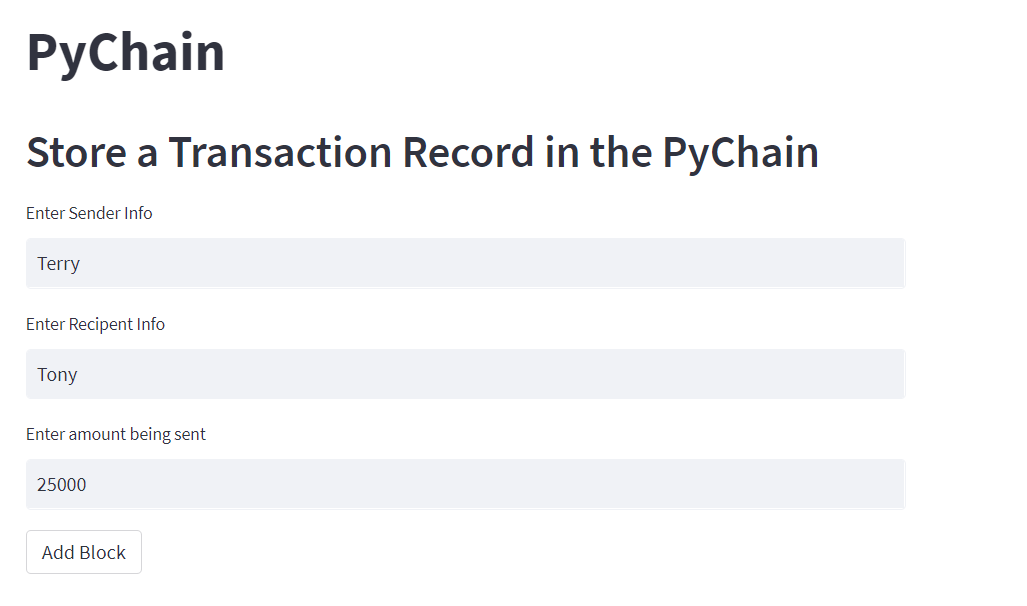 PyChain
Store a Transaction Record in the PyChain
Enter Sender Info
Terry
Enter Recipent Info
Tony
Enter amount being sent
25000
Add Block